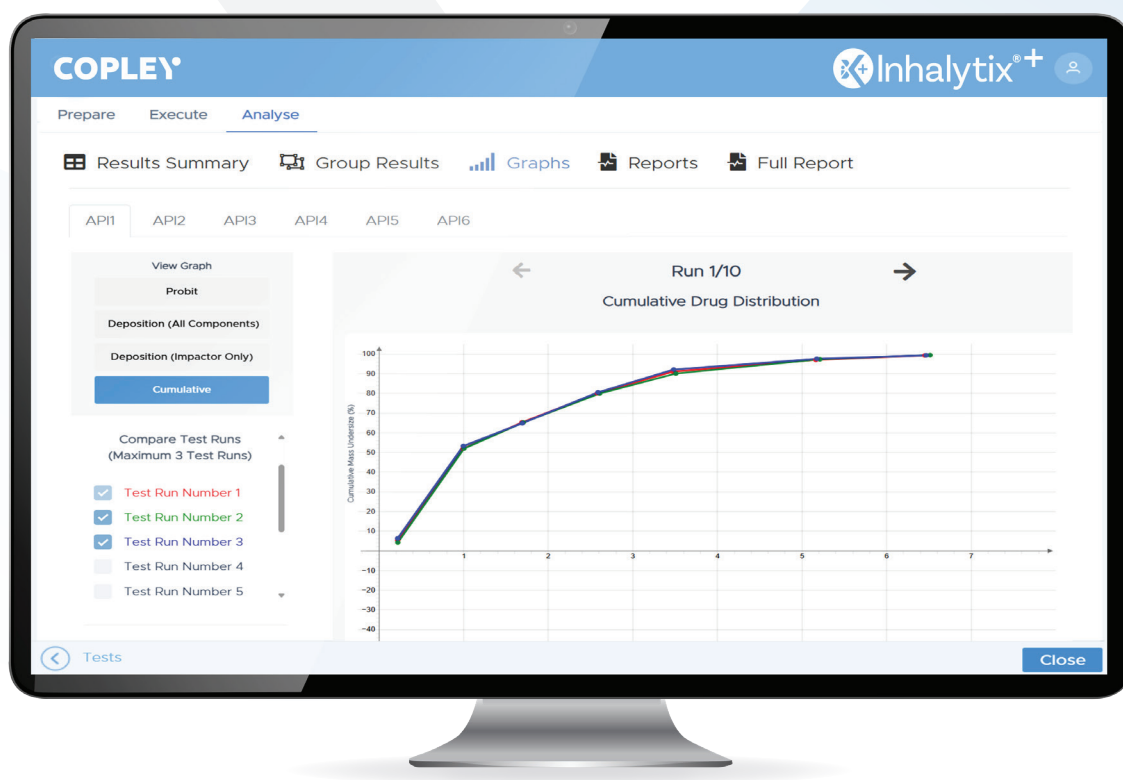 COPLEY
Inhalytix®+
Prepare Execute Analyse
Results Summary Group Results Graphs Reports Full Report
API1 API2 API3 API4 API5 API6
View Graph
Probit
Deposition (All Components)
Deposition (Impactor Only)
Cumulative
Compare Test Runs
(Maximum 3 Test Runs)
Test Run Number 1
Test Run Number 2
Test Run Number 3
Test Run Number 4
Test Run Number 5
Run 1/10
Cumulative Drug Distribution
Cumulative Mass Undersize (%)
100
90
80
70
60
50
40
30
20
10
−10
−20
−30
−40
1 2 3 4 5 6 7
Tests
Close